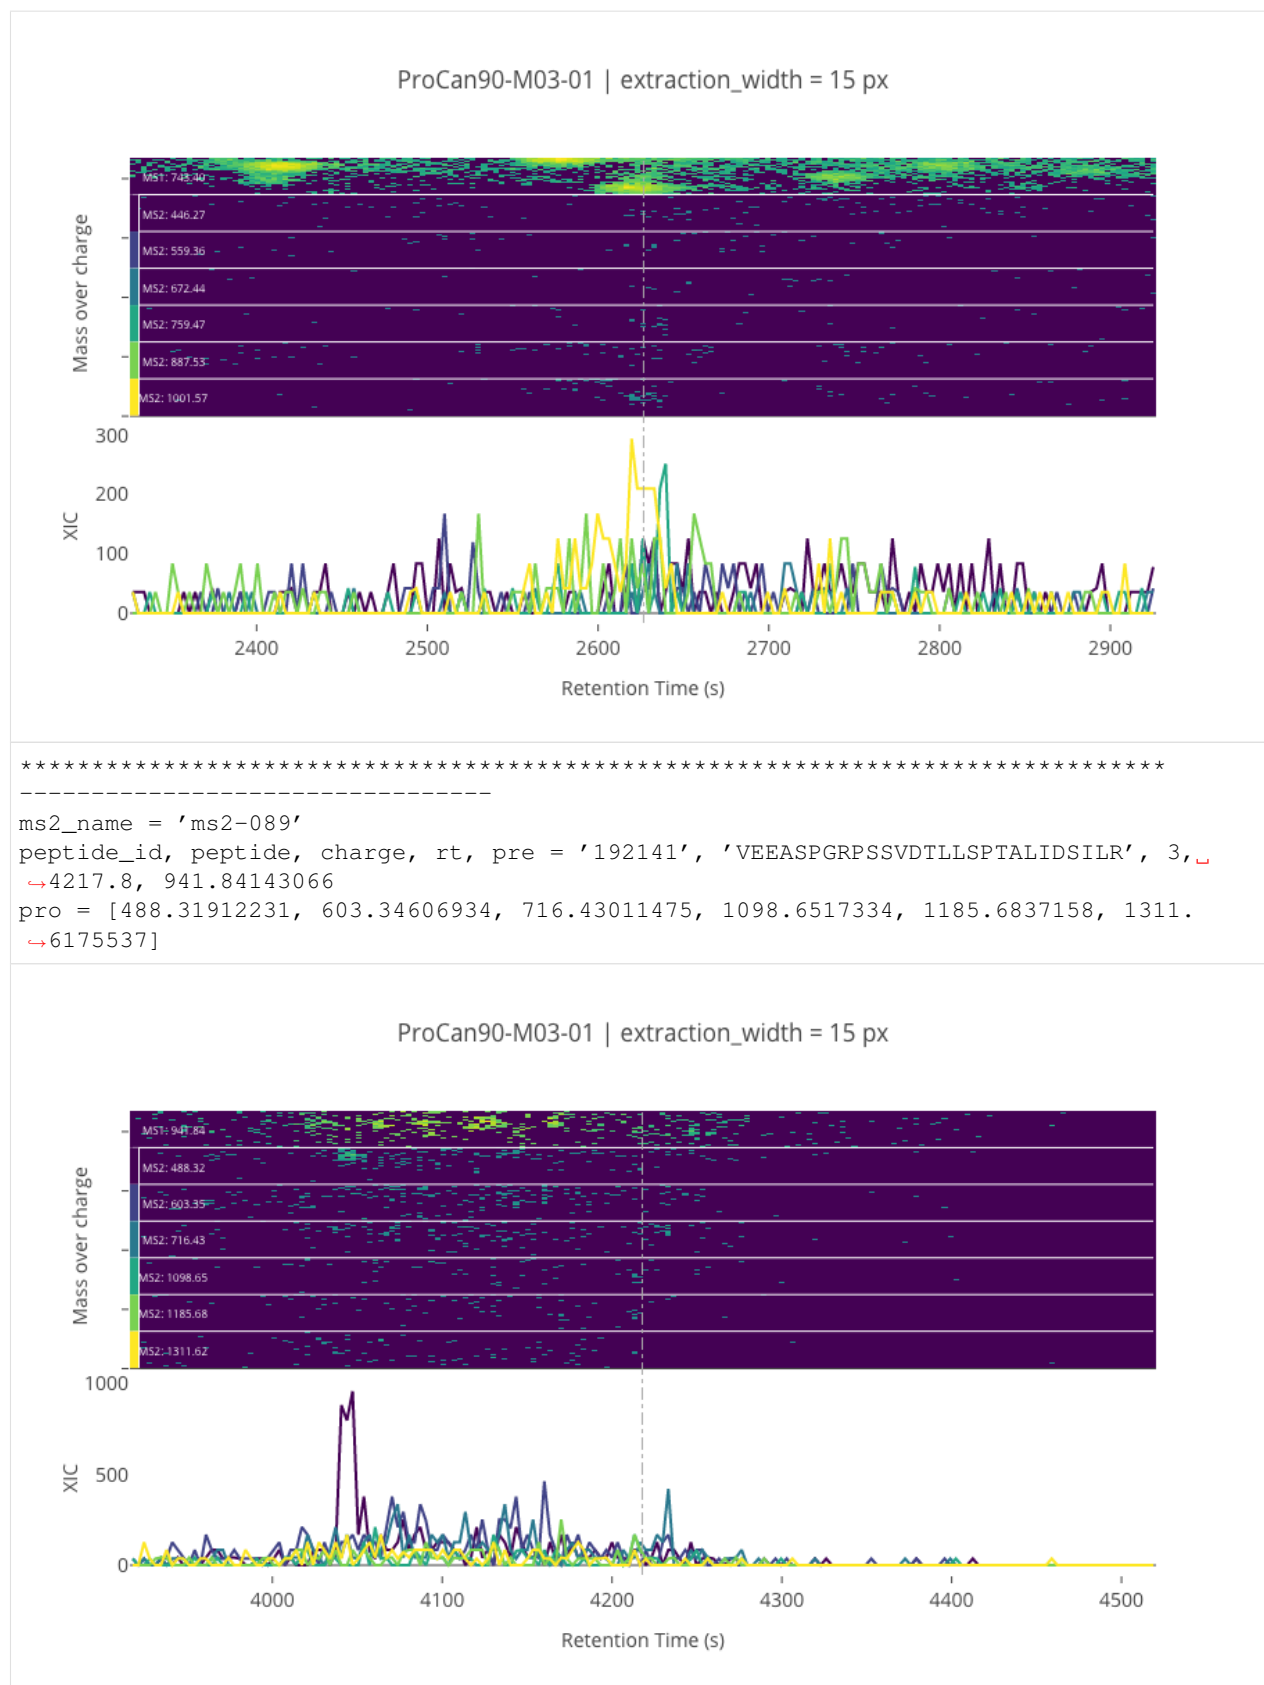 ProCan90-M03-01 | extraction_width = 15 px
Mass over charge
MS1: 743.40
MS2: 446.27
MS2: 559.36
MS2: 672.44
MS2: 759.47
MS2: 887.53
MS2: 1001.57
XIC
300
200
100
0
2400 2500 2600 2700 2800 2900
Retention Time (s)
********************************************************************************
---------------------------------
ms2_name = 'ms2-089'
peptide_id, peptide, charge, rt, pre = '192141', 'VEEASPGRPSSVDTLLSPTALIDSILR', 3,␣
↪4217.8, 941.84143066
pro = [488.31912231, 603.34606934, 716.43011475, 1098.6517334, 1185.6837158, 1311.
↪6175537]
ProCan90-M03-01 | extraction_width = 15 px
Mass over charge
MS1: 941.84
MS2: 488.32
MS2: 603.35
MS2: 716.43
MS2: 1098.65
MS2: 1185.68
MS2: 1311.62
XIC
1000
500
0
4000 4100 4200 4300 4400 4500
Retention Time (s)